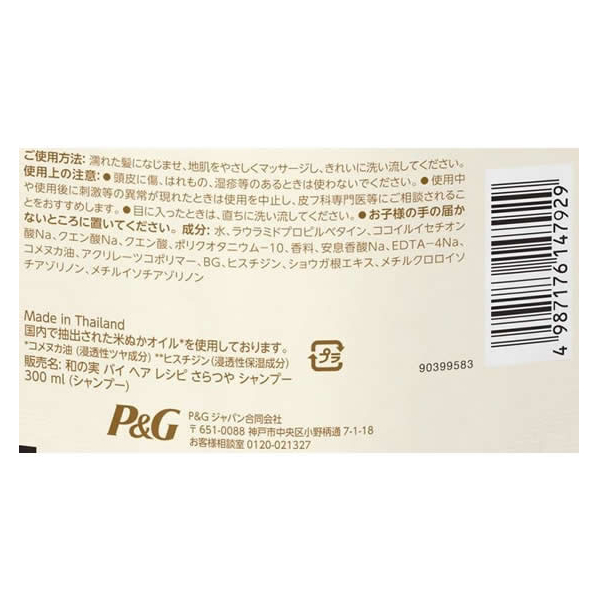 ご使用方法: 濡れた髪になじませ、地肌をやさしくマッサージし、きれいに洗い流してください。
使用上の注意: ● 頭皮に傷、はれもの、湿疹等のあるときは使わないでください。 ● 使用中
や使用後に刺激等の異常が現れたときは使用を中止し、皮フ科専門医等にご相談されるこ
とをおすすめします。 ● 目に入ったときは、直ちに洗い流してください。 ● お子様の手の届か
ないところに置いてください。 成分: 水、ラウラミドプロピルベタイン、ココイルイセチオン
酸Na、クエン酸Na、クエン酸、ポリクオタニウム-10、香料、安息香酸Na、EDTA-4Na、
コメヌカ油、アクリレーツコポリマー、BG、ヒスチジン、ショウガ根エキス、メチルクロロイソ
チアゾリノン、メチルイソチアゾリノン
Made in Thailand
国内で抽出された米ぬかオイル*を使用しております。
*コメヌカ油 (浸透性ツヤ成分) **ヒスチジン(浸透性保湿成分)
販売名: 和の実 バイ ヘア レシピ さらつや シャンプー
300 ml (シャンプー)
プラ
90399583
4 987176 147929
P&G
P&G ジャパン合同会社
〒 651-0088 神戸市中央区小野柄通 7-1-18
お客様相談室 0120-021327